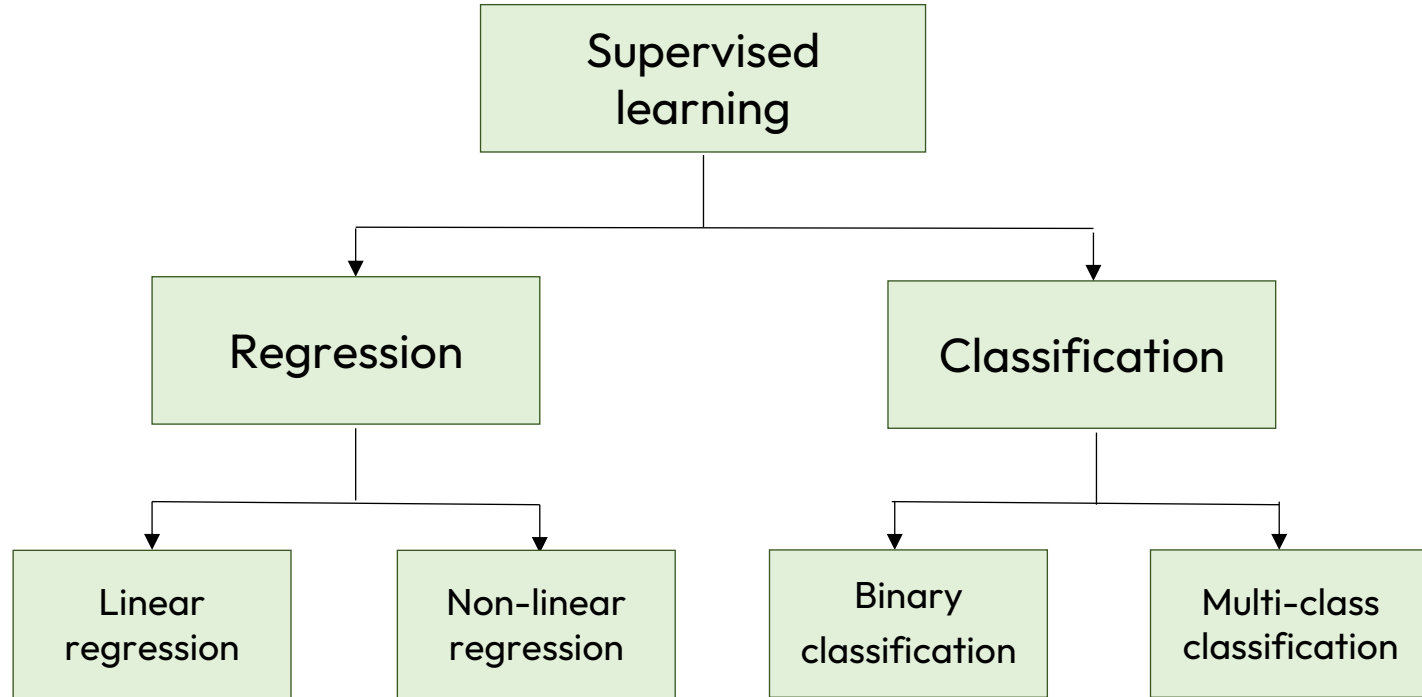 Supervised
learning
Regression
Classification
Linear
regression
Non-linear
regression
Binary
classification
Multi-class
classification